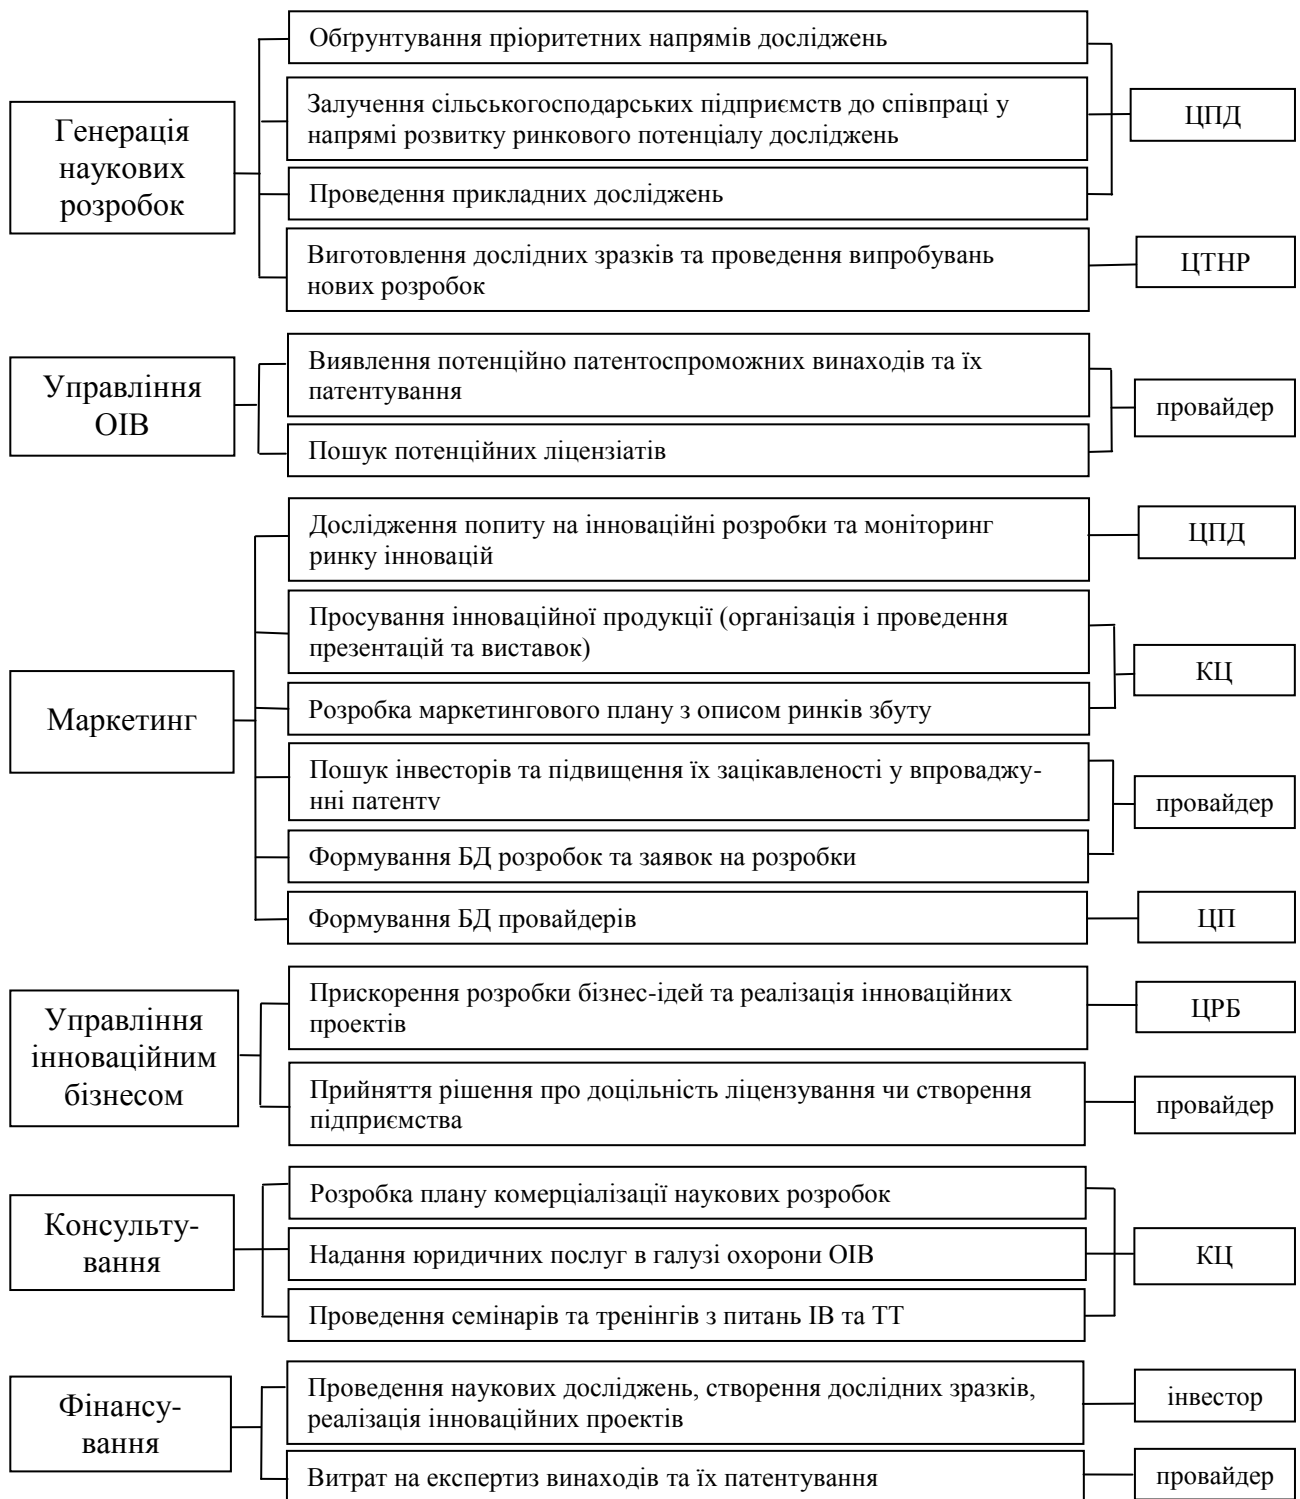 Обґрунтування пріоритетних напрямів досліджень
Генерація
наукових
розробок
Залучення сільськогосподарських підприємств до співпраці у
напрямі розвитку ринкового потенціалу досліджень
ЦПД
Проведення прикладних досліджень
Виготовлення дослідних зразків та проведення випробувань
нових розробок
ЦТНР
Управління
ОІВ
Виявлення потенційно патентоспроможних винаходів та їх
патентування
провайдер
Пошук потенційних ліцензіатів
Маркетинг
Дослідження попиту на інноваційні розробки та моніторинг
ринку інновацій
ЦПД
Просування інноваційної продукції (організація і проведення
презентацій та виставок)
КЦ
Розробка маркетингового плану з описом ринків збуту
Пошук інвесторів та підвищення їх зацікавленості у впроваджу-
нні патенту
провайдер
Формування БД розробок та заявок на розробки
Формування БД провайдерів
ЦП
Управління
інноваційним
бізнесом
Прискорення розробки бізнес-ідей та реалізація інноваційних
проектів
ЦРБ
Прийняття рішення про доцільність ліцензування чи створення
підприємства
провайдер
Консульту-
вання
Розробка плану комерціалізації наукових розробок
Надання юридичних послуг в галузі охорони ОІВ
КЦ
Проведення семінарів та тренінгів з питань ІВ та ТТ
Фінансу-
вання
Проведення наукових досліджень, створення дослідних зразків,
реалізація інноваційних проектів
інвестор
Витрат на експертиз винаходів та їх патентування
провайдер